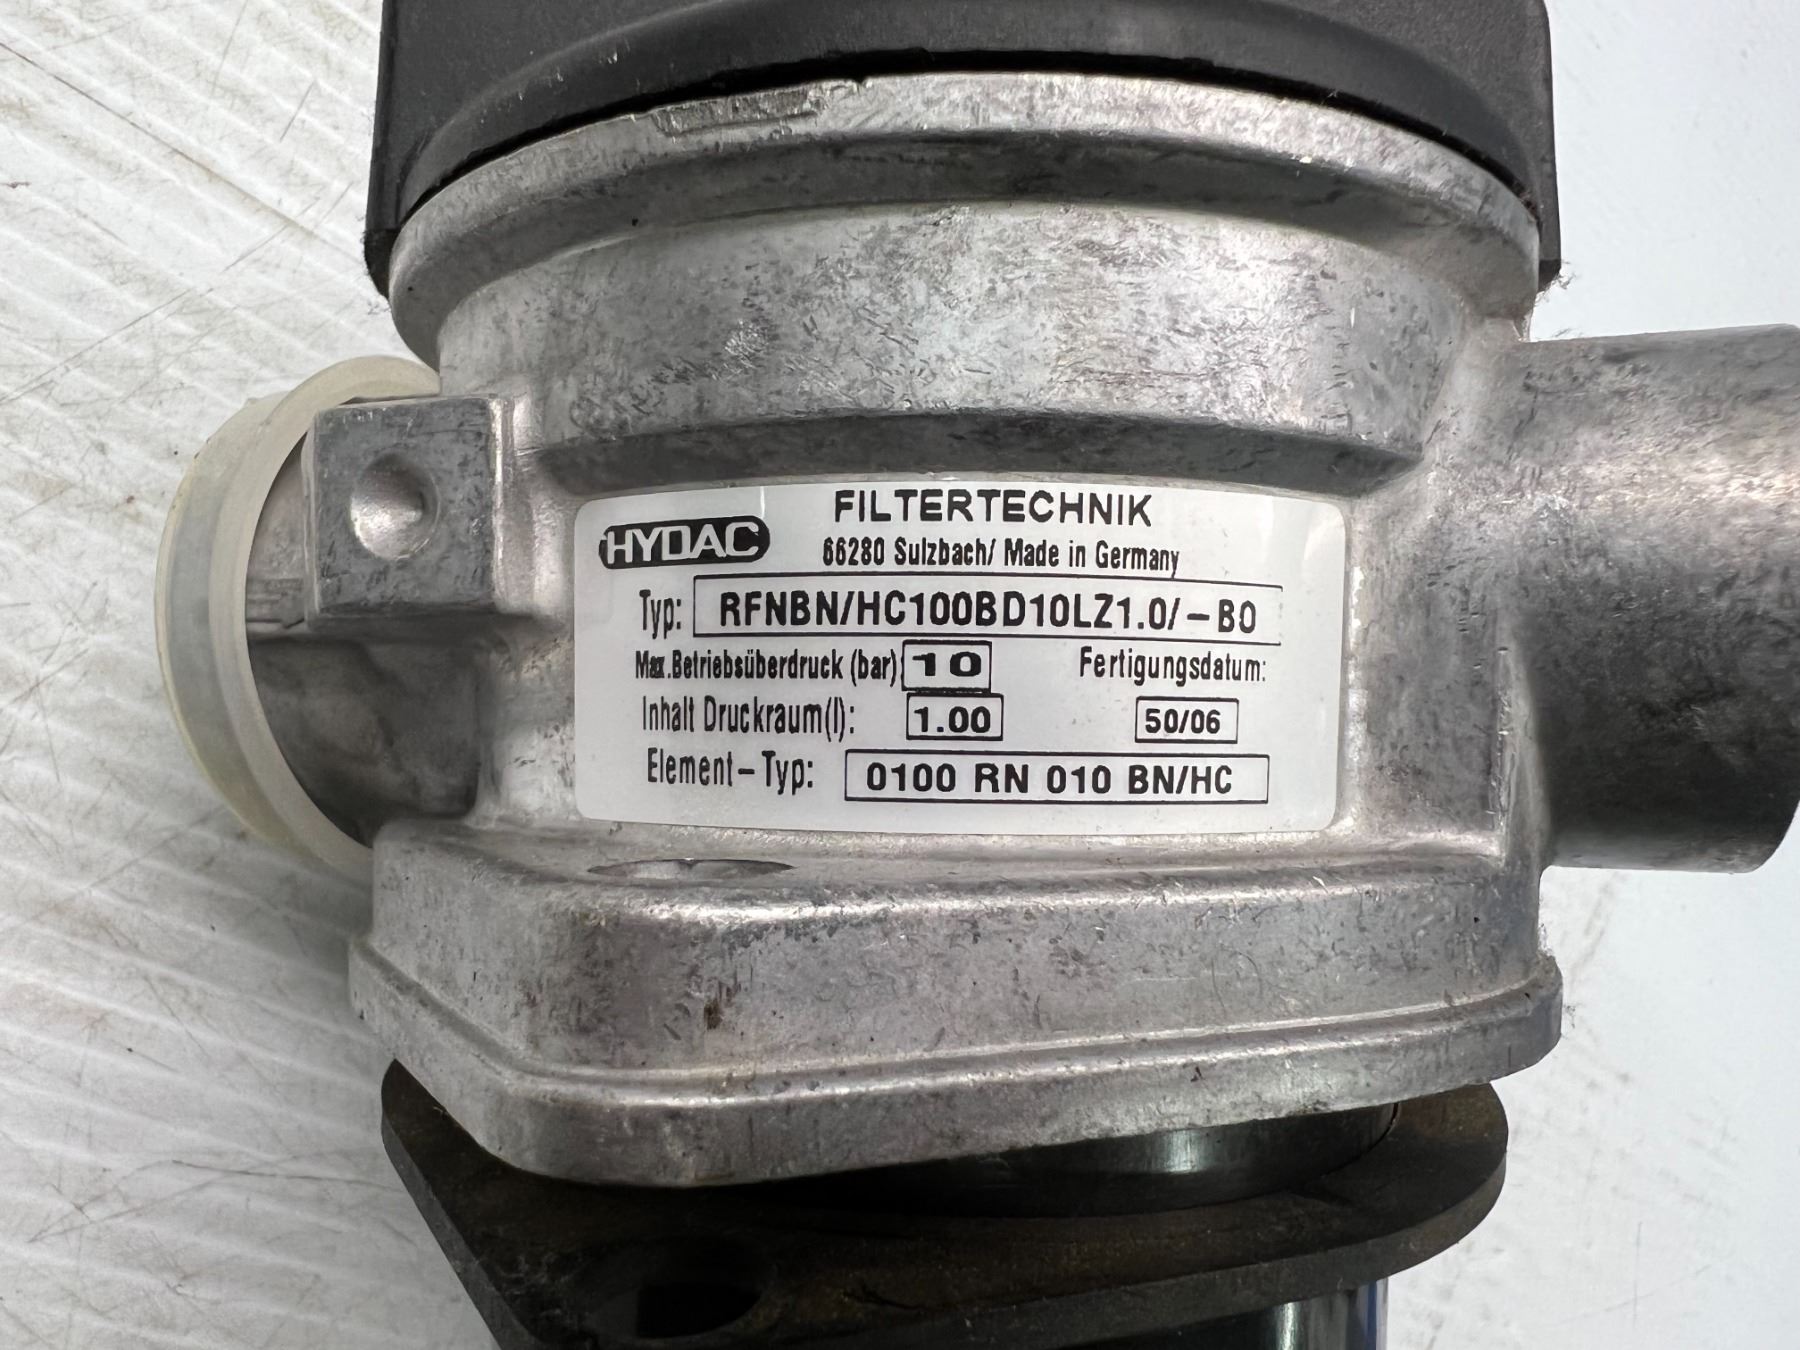 HYDAC FILTERTECHNIK
66280 Sulzbach/ Made in Germany
Typ: RFNBN/HC100BD10LZ1.0/-B0
Max.Betriebsüberdruck (bar) 10 Fertigungsdatum:
Inhalt Druckraum(l): 1.00 50/06
Element-Typ: 0100 RN 010 BN/HC